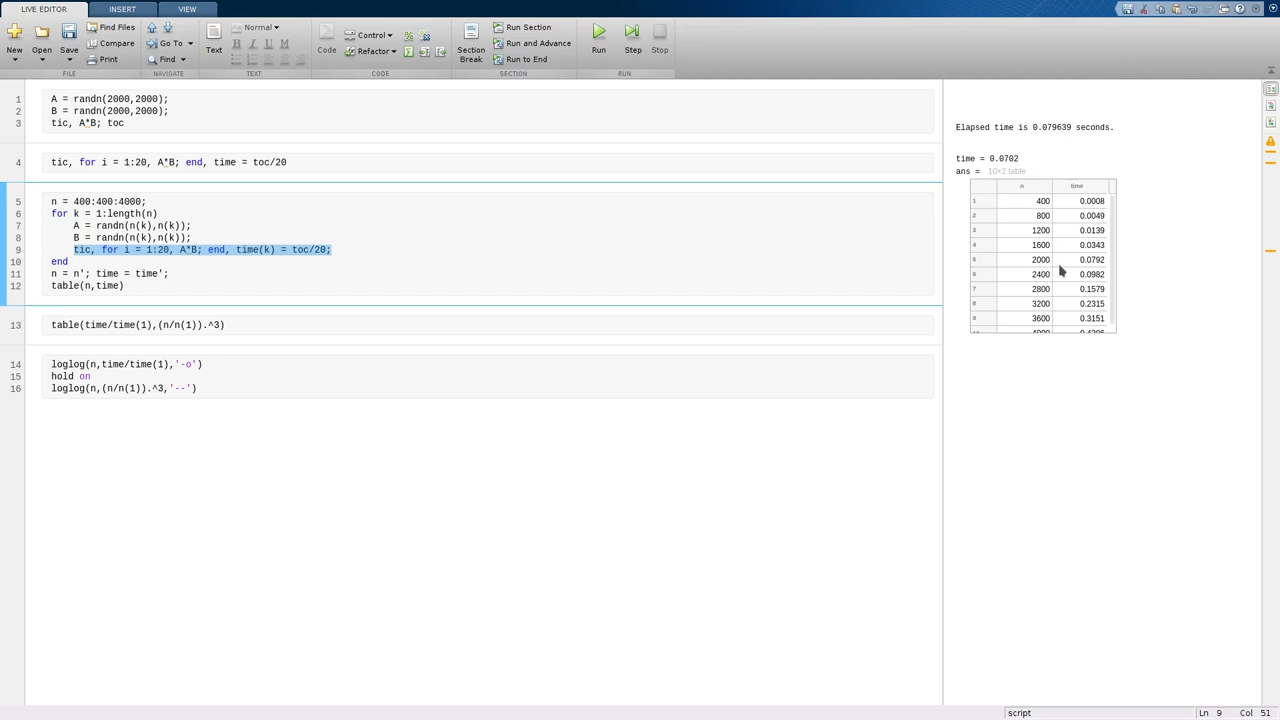 LIVE EDITOR INSERT VIEW
New Open Save Find Files Compare Print
FILE
Go To Find
NAVIGATE
Text Normal B I U M
TEXT
Code Control Refactor
CODE
Section Break Run Section Run and Advance Run to End
SECTION
Run Step Stop
RUN
1 A = randn(2000,2000);
2 B = randn(2000,2000);
3 tic, A*B; toc
4 tic, for i = 1:20, A*B; end, time = toc/20
5 n = 400:400:4000;
6 for k = 1:length(n)
7 A = randn(n(k),n(k));
8 B = randn(n(k),n(k));
9 tic, for i = 1:20, A*B; end, time(k) = toc/20;
10 end
11 n = n'; time = time';
12 table(n,time)
13 table(time/time(1),(n/n(1)).^3)
14 loglog(n,time/time(1),'-o')
15 hold on
16 loglog(n,(n/n(1)).^3,'--')
Elapsed time is 0.079639 seconds.
time = 0.0702
ans = 10×2 table
n time
1 400 0.0008
2 800 0.0049
3 1200 0.0139
4 1600 0.0343
5 2000 0.0792
6 2400 0.0982
7 2800 0.1579
8 3200 0.2315
9 3600 0.3151
script Ln 9 Col 51